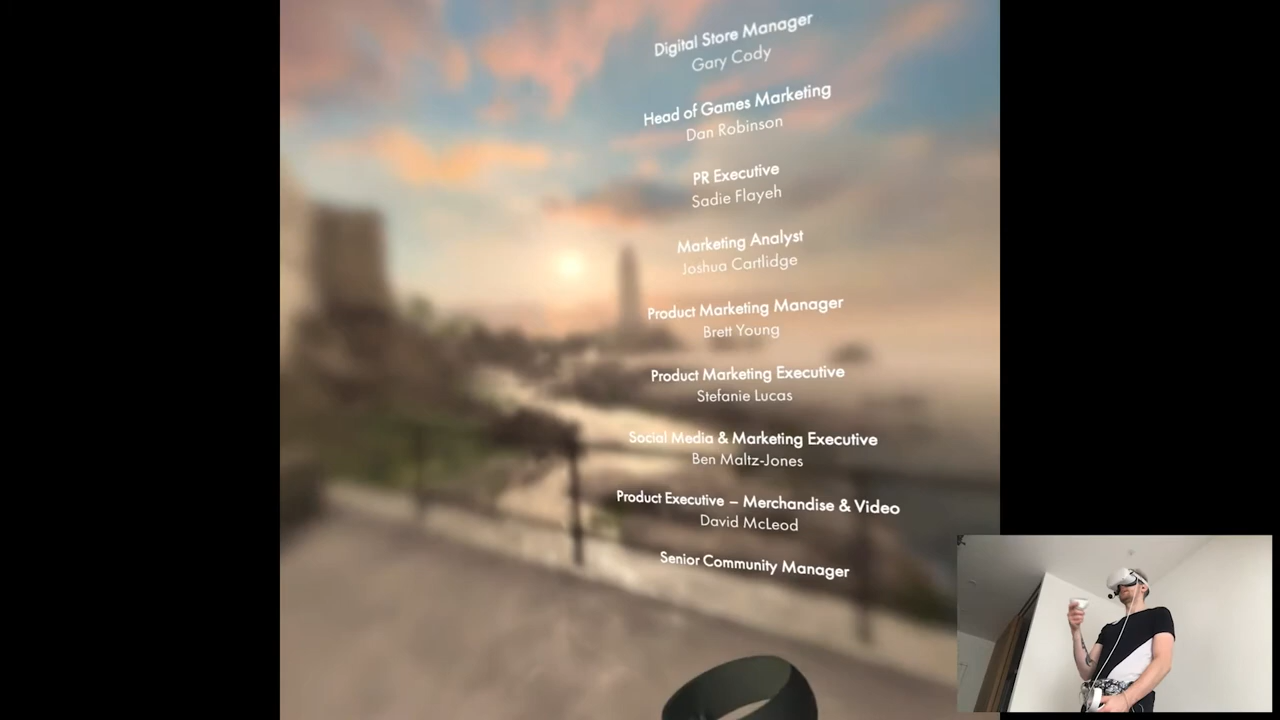 Digital Store Manager
Gary Cody
Head of Games Marketing
Dan Robinson
PR Executive
Sadie Flayeh
Marketing Analyst
Joshua Cartlidge
Product Marketing Manager
Brett Young
Product Marketing Executive
Stefanie Lucas
Social Media & Marketing Executive
Ben Maltz-Jones
Product Executive – Merchandise & Video
David McLeod
Senior Community Manager